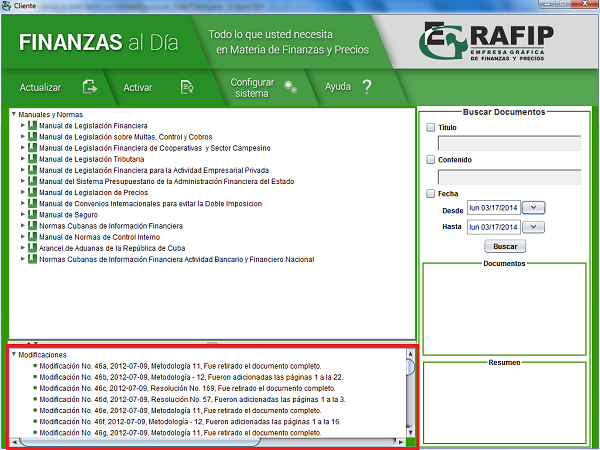 Cliente
FINANZAS al Día
Todo lo que usted necesita
en Materia de Finanzas y Precios
EGRAFIP
EMPRESA GRÁFICA
DE FINANZAS Y PRECIOS
Actualizar
Activar
Configurar
sistema
Ayuda ?
Manuales y Normas
Manual de Legislación Financiera
Manual de Legislación sobre Multas, Control y Cobros
Manual de Legislación Financiera de Cooperativas y Sector Campesino
Manual de Legislación Tributaria
Manual de Legislación Financiera para la Actividad Empresarial Privada
Manual del Sistema Presupuestario de la Administración Financiera del Estado
Manual de Legislacion de Precios
Manual de Convenios Internacionales para evitar la Doble Imposicion
Manual de Seguro
Normas Cubanas de Información Financiera
Manual de Normas de Control Interno
Arancel de Aduanas de la República de Cuba
Normas Cubanas de Información Financiera Actividad Bancario y Financiero Nacional
Modificaciones
Modificación No. 46a, 2012-07-09, Metodología 11, Fue retirado el documento completo.
Modificación No. 46b, 2012-07-09, Metodología - 12, Fueron adicionadas las páginas 1 a la 22.
Modificación No. 46c, 2012-07-09, Resolución No. 169, Fue retirado el documento completo.
Modificación No. 46d, 2012-07-09, Resolución No. 57, Fueron adicionadas las páginas 1 a la 3.
Modificación No. 46e, 2012-07-09, Metodología 11, Fue retirado el documento completo.
Modificación No. 46f, 2012-07-09, Metodología - 12, Fueron adicionadas las páginas 1 a la 16.
Modificación No. 46g, 2012-07-09, Metodología 11, Fue retirado el documento completo.
Buscar Documentos
Título
Contenido
Fecha
Desde lun 03/17/2014
Hasta lun 03/17/2014
Buscar
Documentos
Resumen